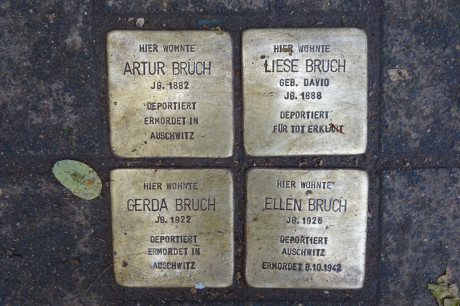 HIER WOHNTE
ARTUR BRUCH
JG. 1882
DEPORTIERT
ERMORDET IN
AUSCHWITZ
HIER WOHNTE
LIESE BRUCH
GEB. DAVID
JG. 1888
DEPORTIERT
FÜR TOT ERKLÄRT
HIER WOHNTE
GERDA BRUCH
JG. 1922
DEPORTIERT
ERMORDET IN
AUSCHWITZ
HIER WOHNTE
ELLEN BRUCH
JG. 1926
DEPORTIERT
AUSCHWITZ
ERMORDET 8.10.1942